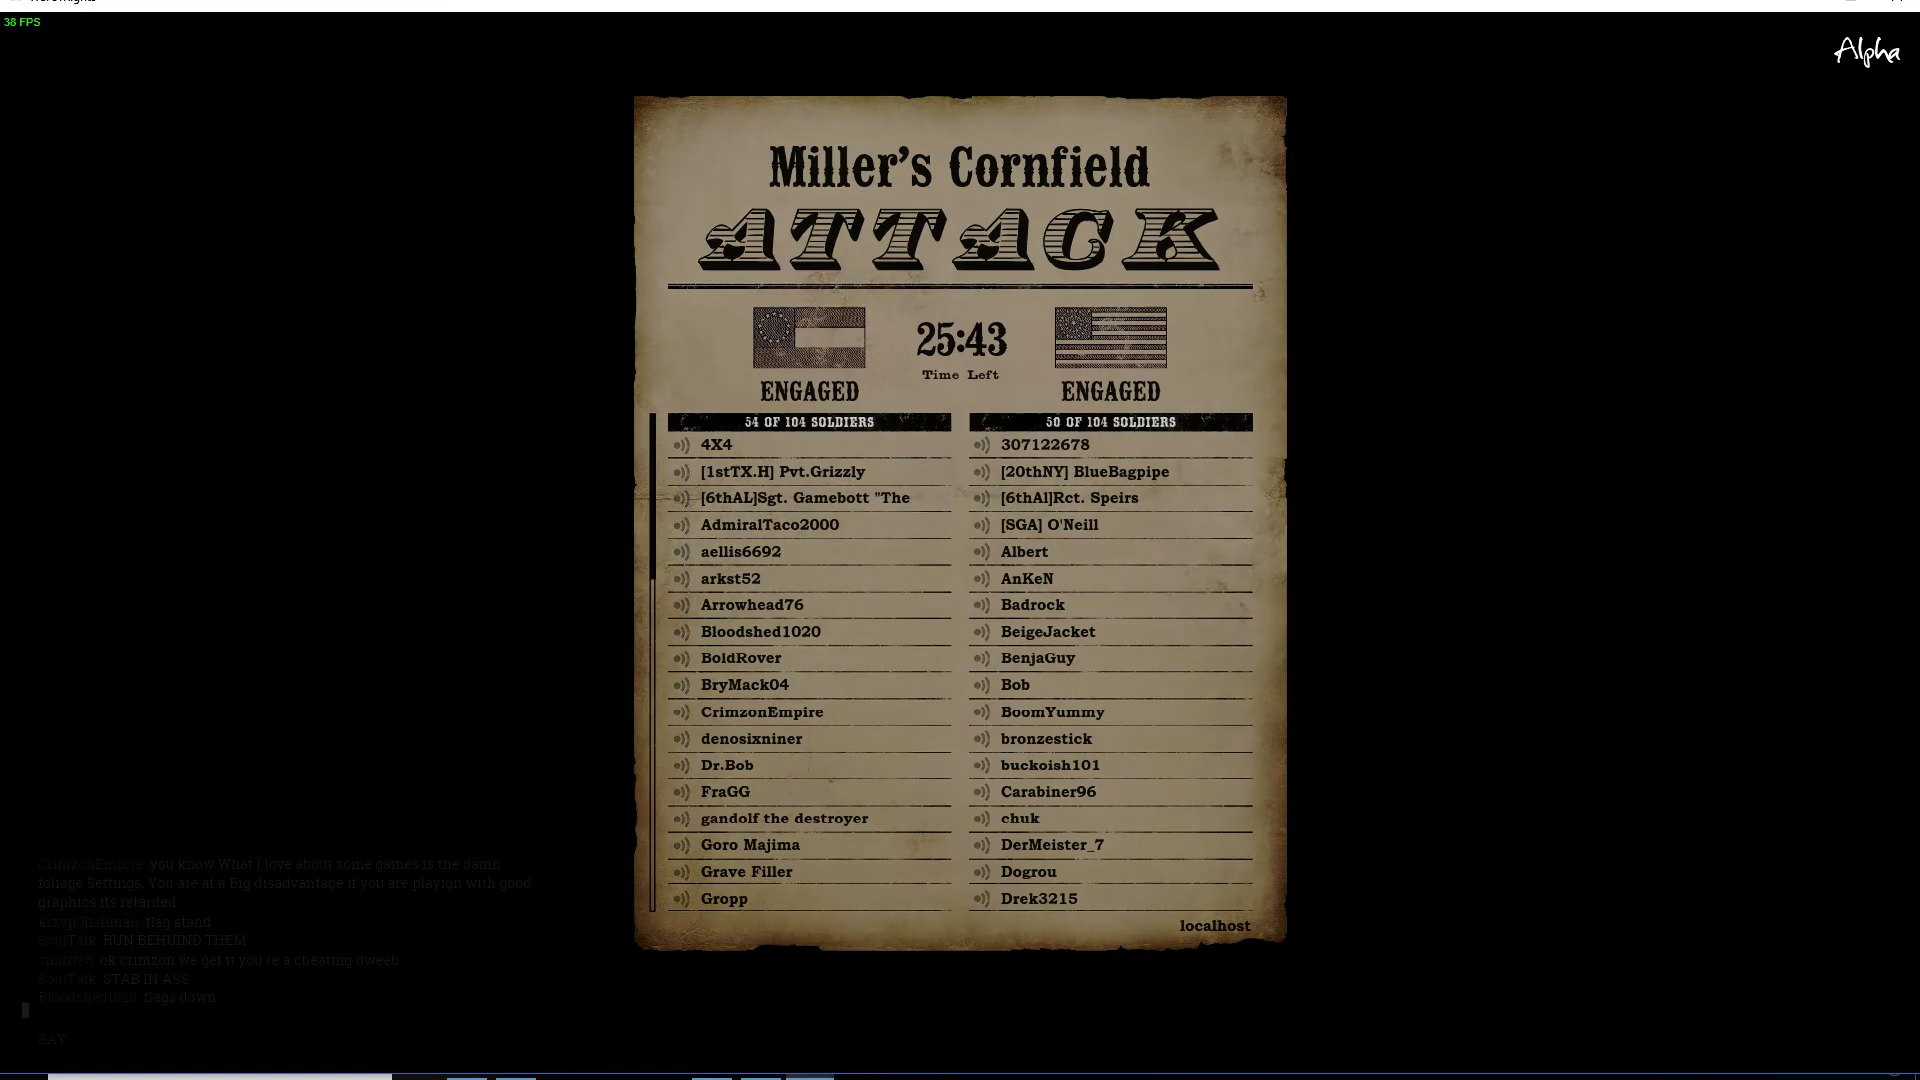 38 FPS
Alpha
Miller's Cornfield
ATTACK
25:43
Time Left
ENGAGED
ENGAGED
54 OF 104 SOLDIERS
50 OF 104 SOLDIERS
4X4
307122678
[1stTX.H] Pvt.Grizzly
[20thNY] BlueBagpipe
[6thAL]Sgt. Gamebott "The
[6thAl]Rct. Speirs
AdmiralTaco2000
[SGA] O'Neill
aellis6692
Albert
arkst52
AnKeN
Arrowhead76
Badrock
Bloodshed1020
BeigeJacket
BoldRover
BenjaGuy
BryMack04
Bob
CrimzonEmpire
BoomYummy
denosixniner
bronzestick
Dr.Bob
buckoish101
FraGG
Carabiner96
gandolf the destroyer
chuk
Goro Majima
DerMeister_7
Grave Filler
Dogrou
Gropp
Drek3215
localhost
CrimzonEmpire you know What I love about some games is the damn
foliage Settings, You are at a Big disadvantage if you are playign with good
graphics its retarded
flag stand
SoulTalk RUN BEHUIND THEM
ok crimzon we get it you're a cheating dweeb
SoulTalk STAB IN ASS
Bloodshed1020 flags down
SAY